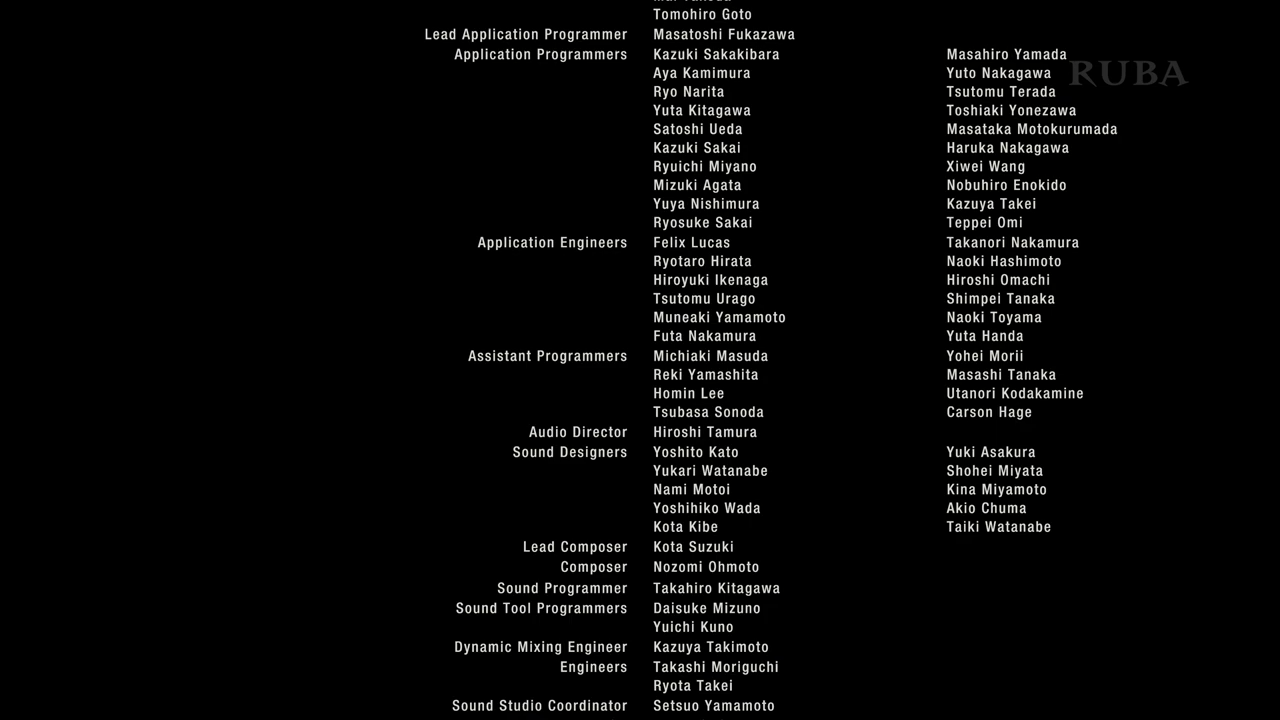 Tomohiro Goto
Lead Application Programmer Masatoshi Fukazawa
Application Programmers Kazuki Sakakibara Masahiro Yamada
RUBA
Aya Kamimura Yuto Nakagawa
Ryo Narita Tsutomu Terada
Yuta Kitagawa Toshiaki Yonezawa
Satoshi Ueda Masataka Motokurumada
Kazuki Sakai Haruka Nakagawa
Ryuichi Miyano Xiwei Wang
Mizuki Agata Nobuhiro Enokido
Yuya Nishimura Kazuya Takei
Ryosuke Sakai Teppei Omi
Application Engineers Felix Lucas Takanori Nakamura
Ryotaro Hirata Naoki Hashimoto
Hiroyuki Ikenaga Hiroshi Omachi
Tsutomu Urago Shimpei Tanaka
Muneaki Yamamoto Naoki Toyama
Futa Nakamura Yuta Handa
Assistant Programmers Michiaki Masuda Yohei Morii
Reki Yamashita Masashi Tanaka
Homin Lee Utanori Kodakamine
Tsubasa Sonoda Carson Hage
Audio Director Hiroshi Tamura
Sound Designers Yoshito Kato Yuki Asakura
Yukari Watanabe Shohei Miyata
Nami Motoi Kina Miyamoto
Yoshihiko Wada Akio Chuma
Kota Kibe Taiki Watanabe
Lead Composer Kota Suzuki
Composer Nozomi Ohmoto
Sound Programmer Takahiro Kitagawa
Sound Tool Programmers Daisuke Mizuno
Yuichi Kuno
Dynamic Mixing Engineer Kazuya Takimoto
Engineers Takashi Moriguchi
Ryota Takei
Sound Studio Coordinator Setsuo Yamamoto